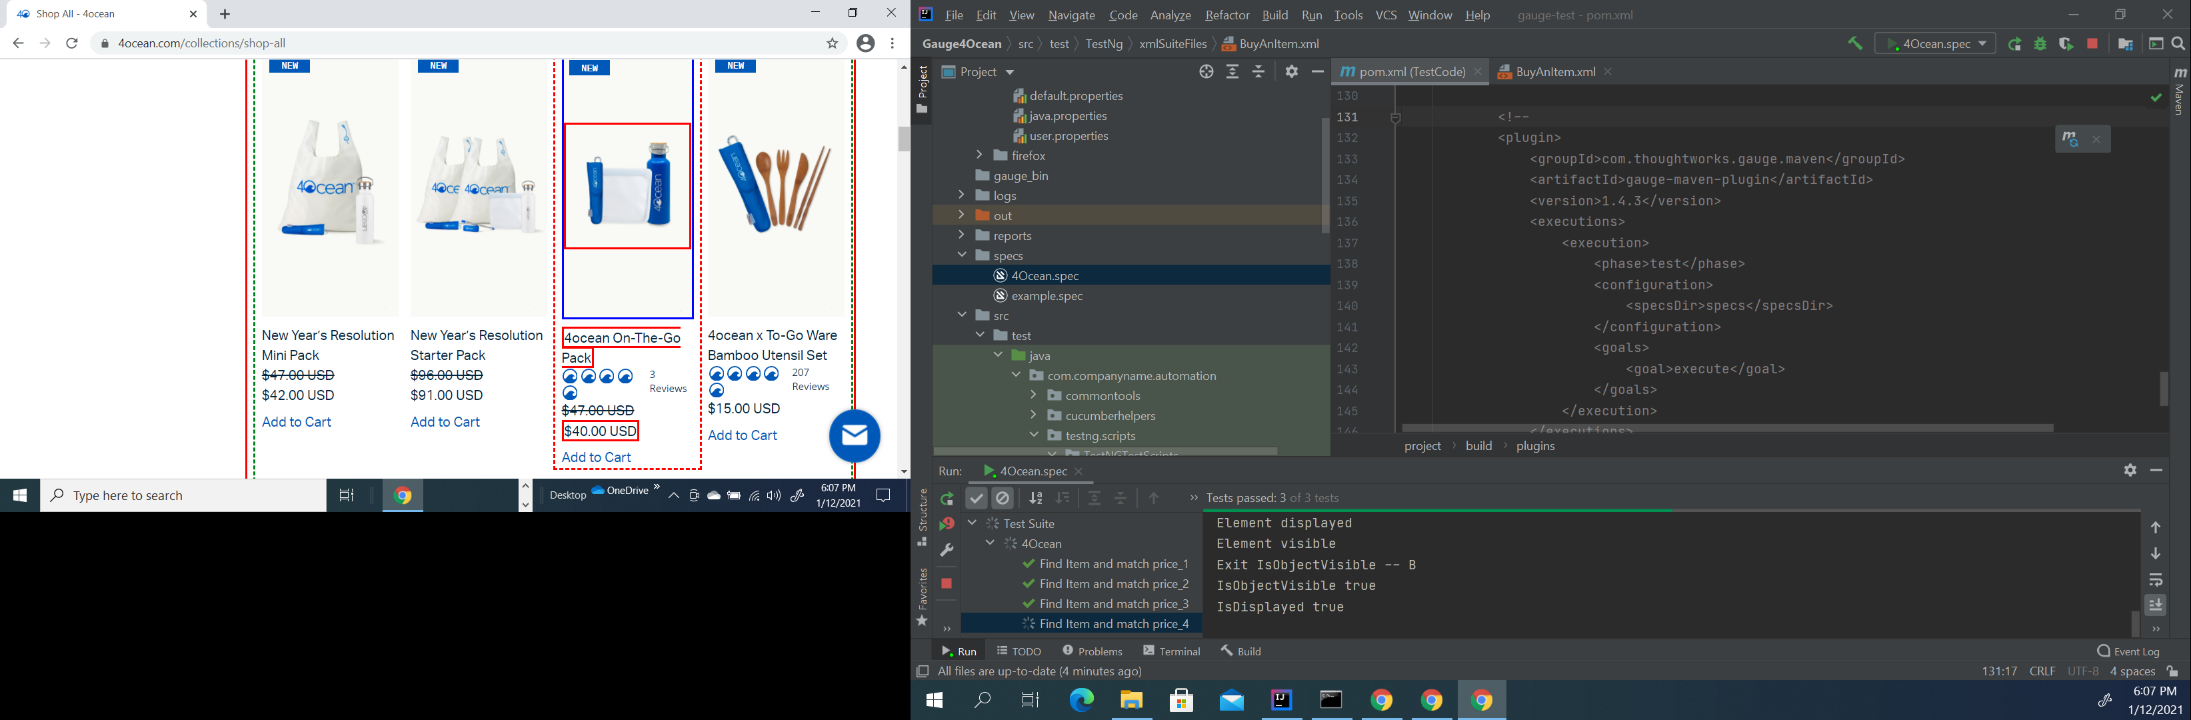 Shop All - 4ocean
4ocean.com/collections/shop-all
NEW
NEW
NEW
4ocean
4oce
4ocean
4ocean
New Year's Resolution
Mini Pack
$47.00 USD
$42.00 USD
Add to Cart
New Year's Resolution
Starter Pack
$96.00 USD
$91.00 USD
Add to Cart
4ocean On-The-Go
Pack
3
Reviews
$47.00 USD
$40.00 USD
Add to Cart
4ocean x To-Go Ware
Bamboo Utensil Set
207
Reviews
$15.00 USD
Add to Cart
Type here to search
Desktop
OneDrive
6:07 PM
1/12/2021
File Edit View Navigate Code Analyze Refactor Build Run Tools VCS Window Help gauge-test - pom.xml
Gauge4Ocean src test TestNg xmlSuiteFiles BuyAnItem.xml
4Ocean.spec
Project
Project
default.properties
java.properties
user.properties
firefox
gauge_bin
logs
out
reports
specs
4Ocean.spec
example.spec
src
test
java
com.companyname.automation
commontools
cucumberhelpers
testng.scripts
TestNGTestScripts
pom.xml (TestCode)
BuyAnItem.xml
Maven
130
131 <!--
132 <plugin>
133 <groupId>com.thoughtworks.gauge.maven</groupId>
134 <artifactId>gauge-maven-plugin</artifactId>
135 <version>1.4.3</version>
136 <executions>
137 <execution>
138 <phase>test</phase>
139 <configuration>
140 <specsDir>specs</specsDir>
141 </configuration>
142 <goals>
143 <goal>execute</goal>
144 </goals>
145 </execution>
146 </executions>
project build plugins
Run: 4Ocean.spec
Tests passed: 3 of 3 tests
Structure
Favorites
Test Suite
4Ocean
Find Item and match price_1
Find Item and match price_2
Find Item and match price_3
Find Item and match price_4
Element displayed
Element visible
Exit IsObjectVisible -- B
IsObjectVisible true
IsDisplayed true
Run TODO Problems Terminal Build Event Log
All files are up-to-date (4 minutes ago)
131:17 CRLF UTF-8 4 spaces
6:07 PM
1/12/2021